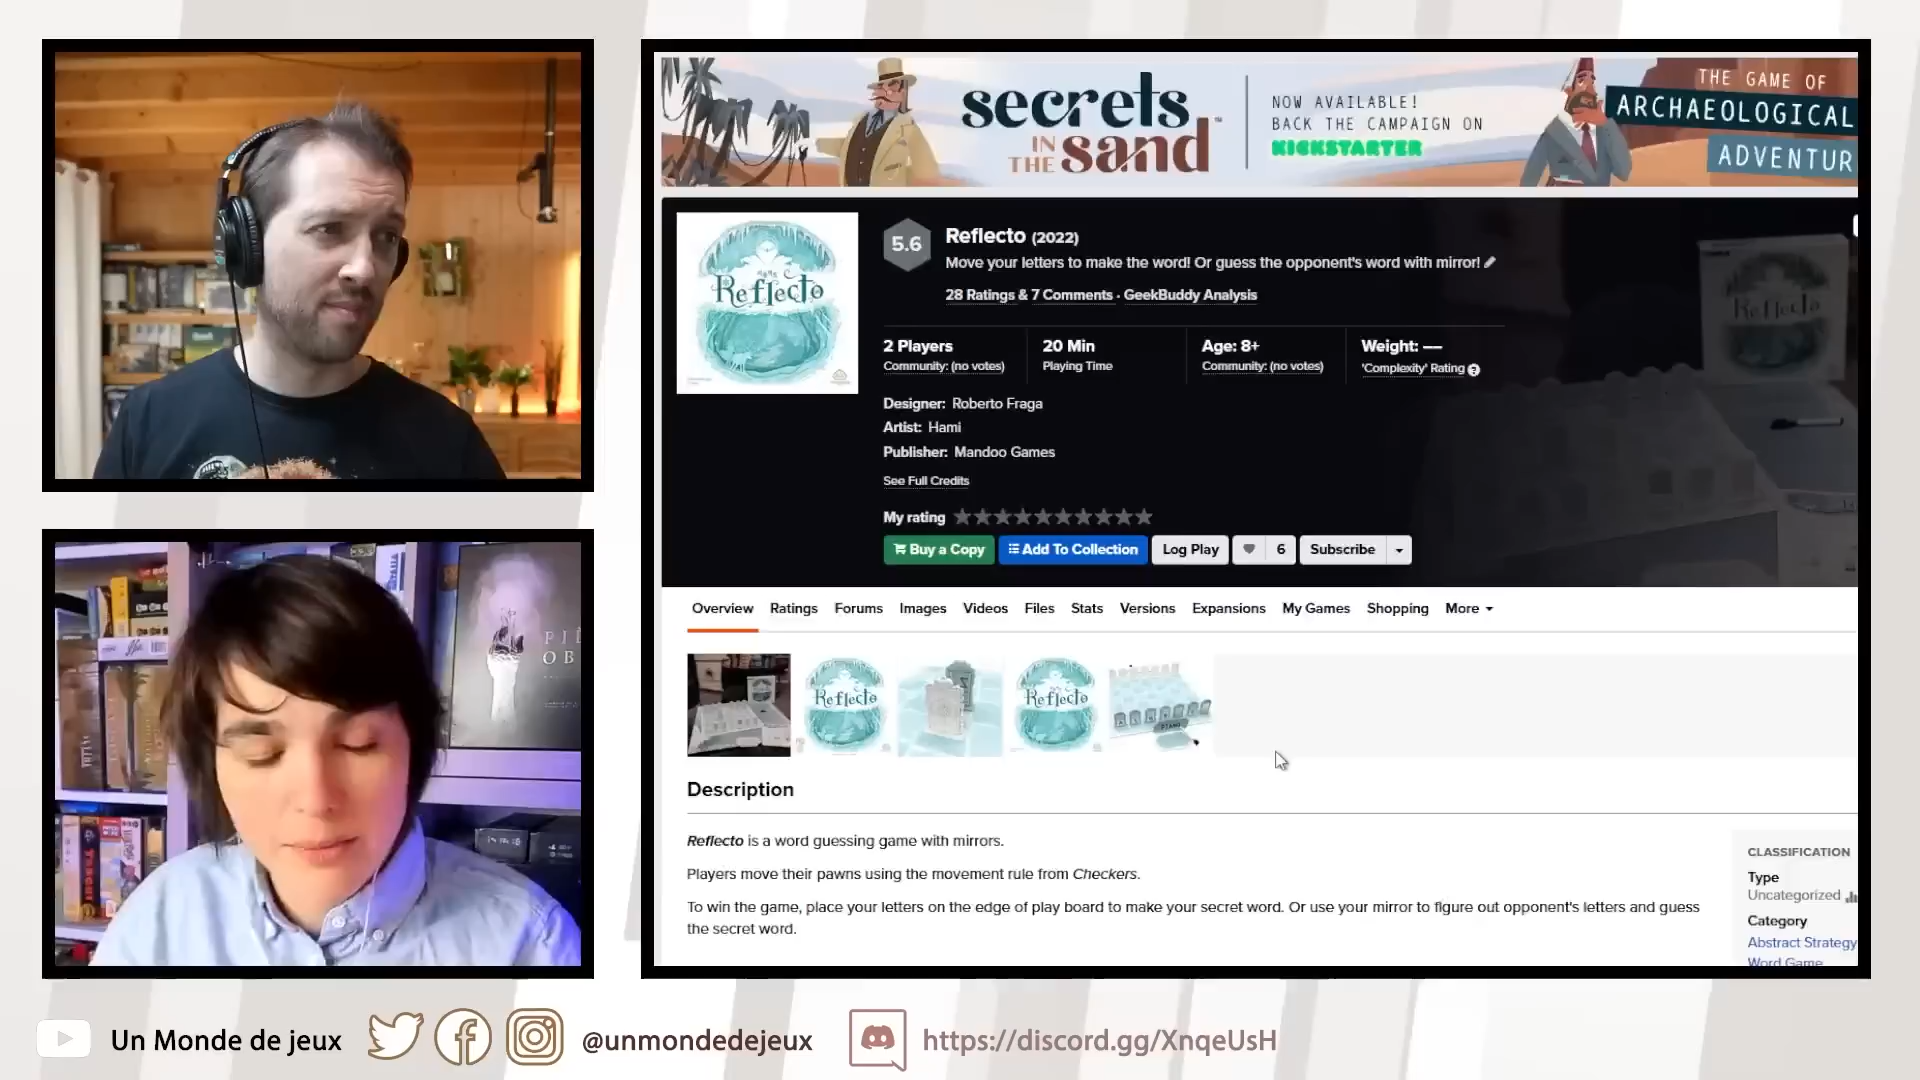 secrets
IN THE sand
NOW AVAILABLE!
BACK THE CAMPAIGN ON
KICKSTARTER
THE GAME OF
ARCHAEOLOGICAL
ADVENTUR
Reflecto
5.6
Reflecto (2022)
Move your letters to make the word! Or guess the opponent's word with mirror!
28 Ratings & 7 Comments · GeekBuddy Analysis
2 Players
Community: (no votes)
20 Min
Playing Time
Age: 8+
Community: (no votes)
Weight: —
'Complexity' Rating ?
Designer: Roberto Fraga
Artist: Hami
Publisher: Mandoo Games
See Full Credits
My rating
Buy a Copy
Add To Collection
Log Play
6
Subscribe
Overview
Ratings
Forums
Images
Videos
Files
Stats
Versions
Expansions
My Games
Shopping
More
Reflecto
Reflecto
Description
Reflecto is a word guessing game with mirrors.
Players move their pawns using the movement rule from Checkers.
To win the game, place your letters on the edge of play board to make your secret word. Or use your mirror to figure out opponent's letters and guess
the secret word.
CLASSIFICATION
Type
Uncategorized
Category
Abstract Strategy
Word Game
Un Monde de jeux
@unmondedejeux
https://discord.gg/XnqeUsH